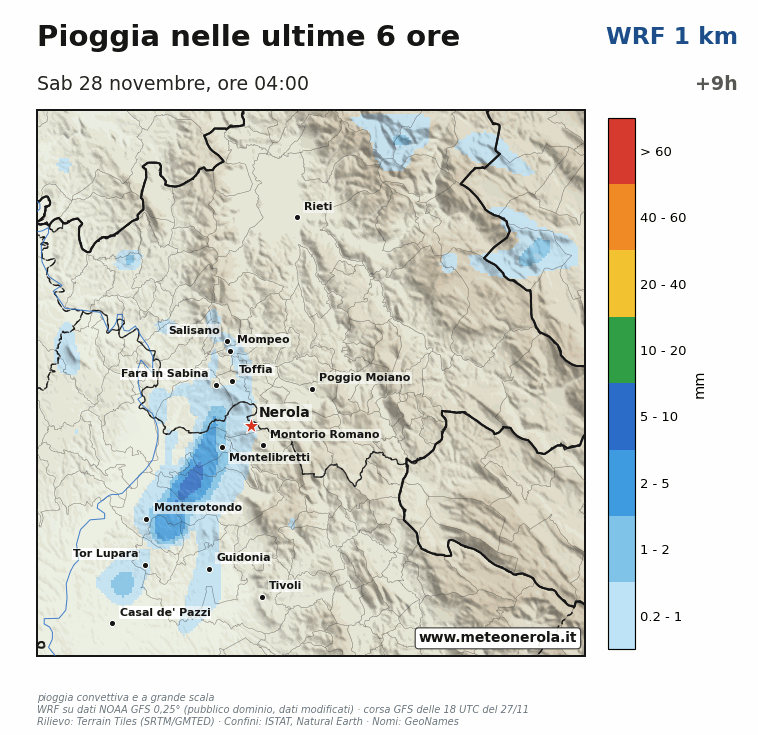 Pioggia nelle ultime 6 ore
WRF 1 km
Sab 28 novembre, ore 04:00
+9h
Rieti
Salisano
Mompeo
Fara in Sabina
Toffia
Poggio Moiano
Nerola
Montorio Romano
Montelibretti
Monterotondo
Tor Lupara
Guidonia
Tivoli
Casal de' Pazzi
www.meteonerola.it
> 60
40 - 60
20 - 40
10 - 20
5 - 10
2 - 5
1 - 2
0.2 - 1
mm
pioggia convettiva e a grande scala
WRF su dati NOAA GFS 0,25° (pubblico dominio, dati modificati) · corsa GFS delle 18 UTC del 27/11
Rilievo: Terrain Tiles (SRTM/GMTED) · Confini: ISTAT, Natural Earth · Nomi: GeoNames